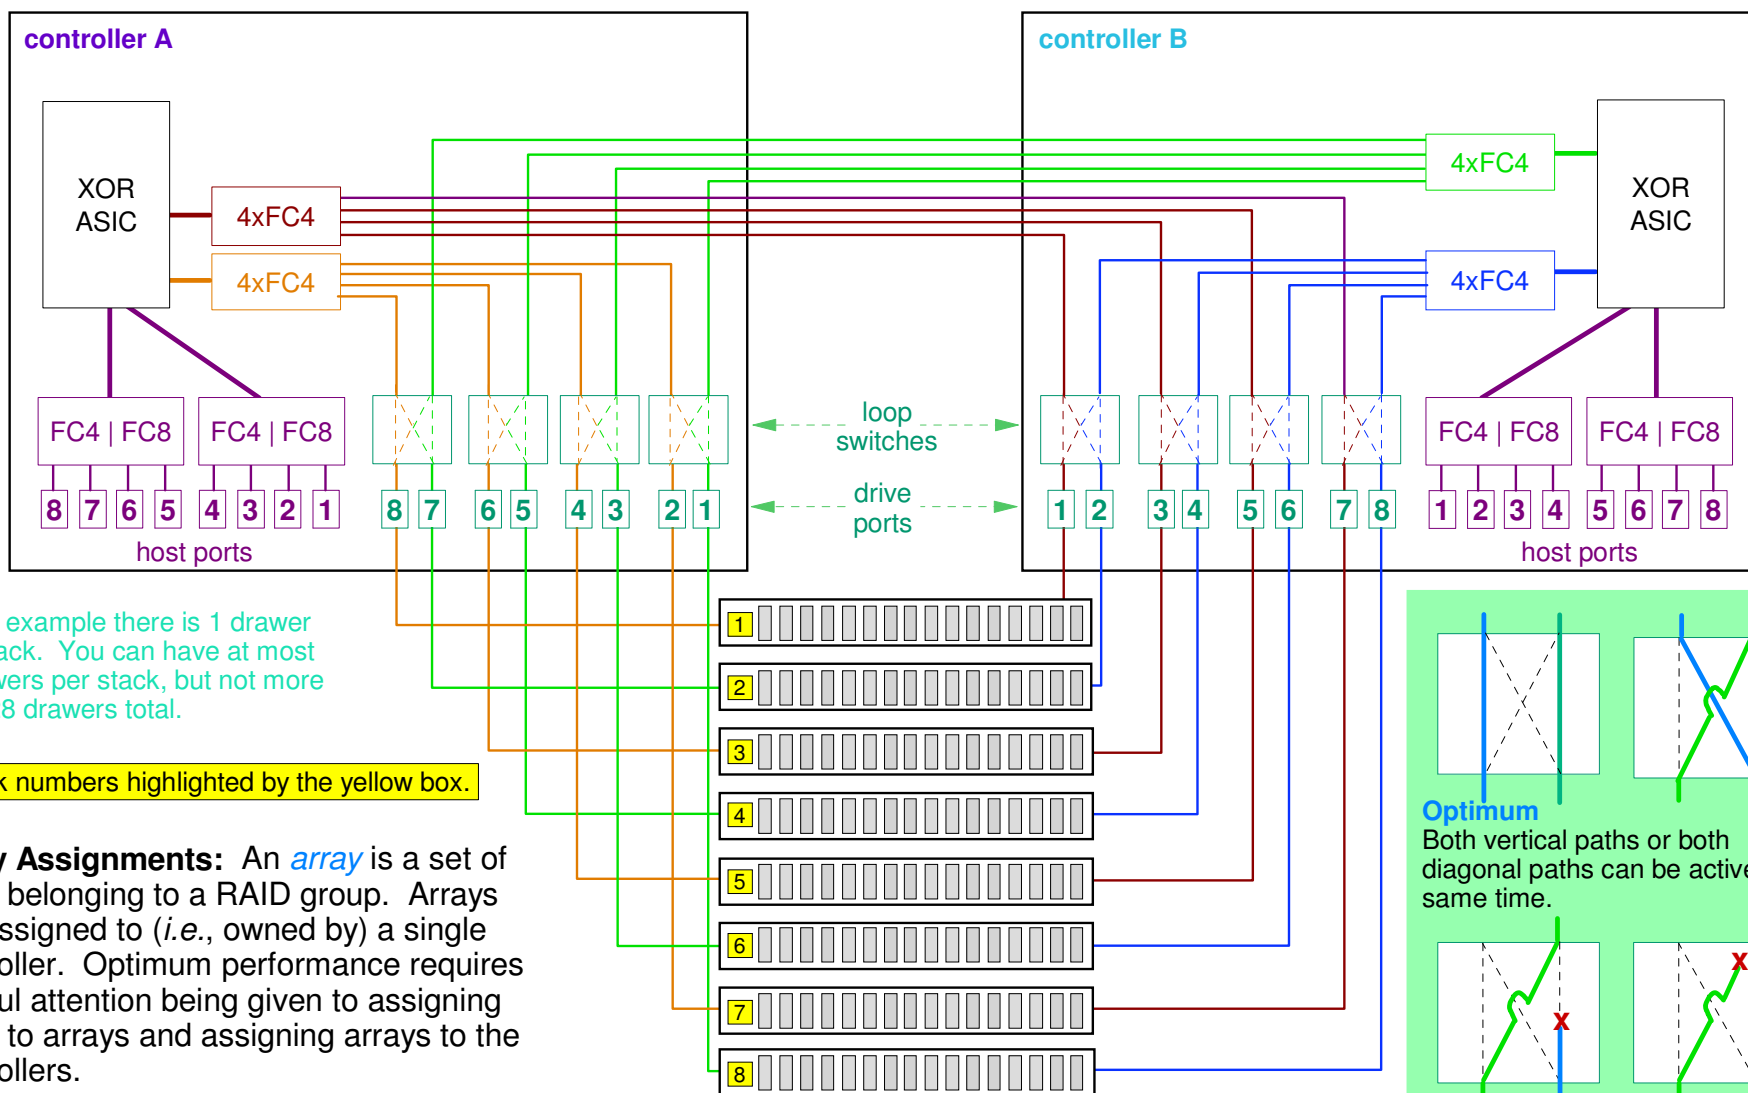 controller A
controller B
XOR
ASIC
4xFC4
4xFC4
4xFC4
4xFC4
XOR
ASIC
FC4 | FC8
FC4 | FC8
loop
switches
FC4 | FC8
FC4 | FC8
8 7 6 5 4 3 2 1
8 7 6 5 4 3 2 1
drive
ports
1 2 3 4 5 6 7 8
1 2 3 4 5 6 7 8
host ports
host ports
example there is 1 drawer
ack. You can have at most
wers per stack, but not more
8 drawers total.
k numbers highlighted by the yellow box.
y Assignments: An array is a set of
belonging to a RAID group. Arrays
ssigned to (i.e., owned by) a single
roller. Optimum performance requires
ul attention being given to assigning
to arrays and assigning arrays to the
ollers.
1
2
3
4
5
6
7
8
Optimum
Both vertical paths or both
diagonal paths can be active
same time.
X
X